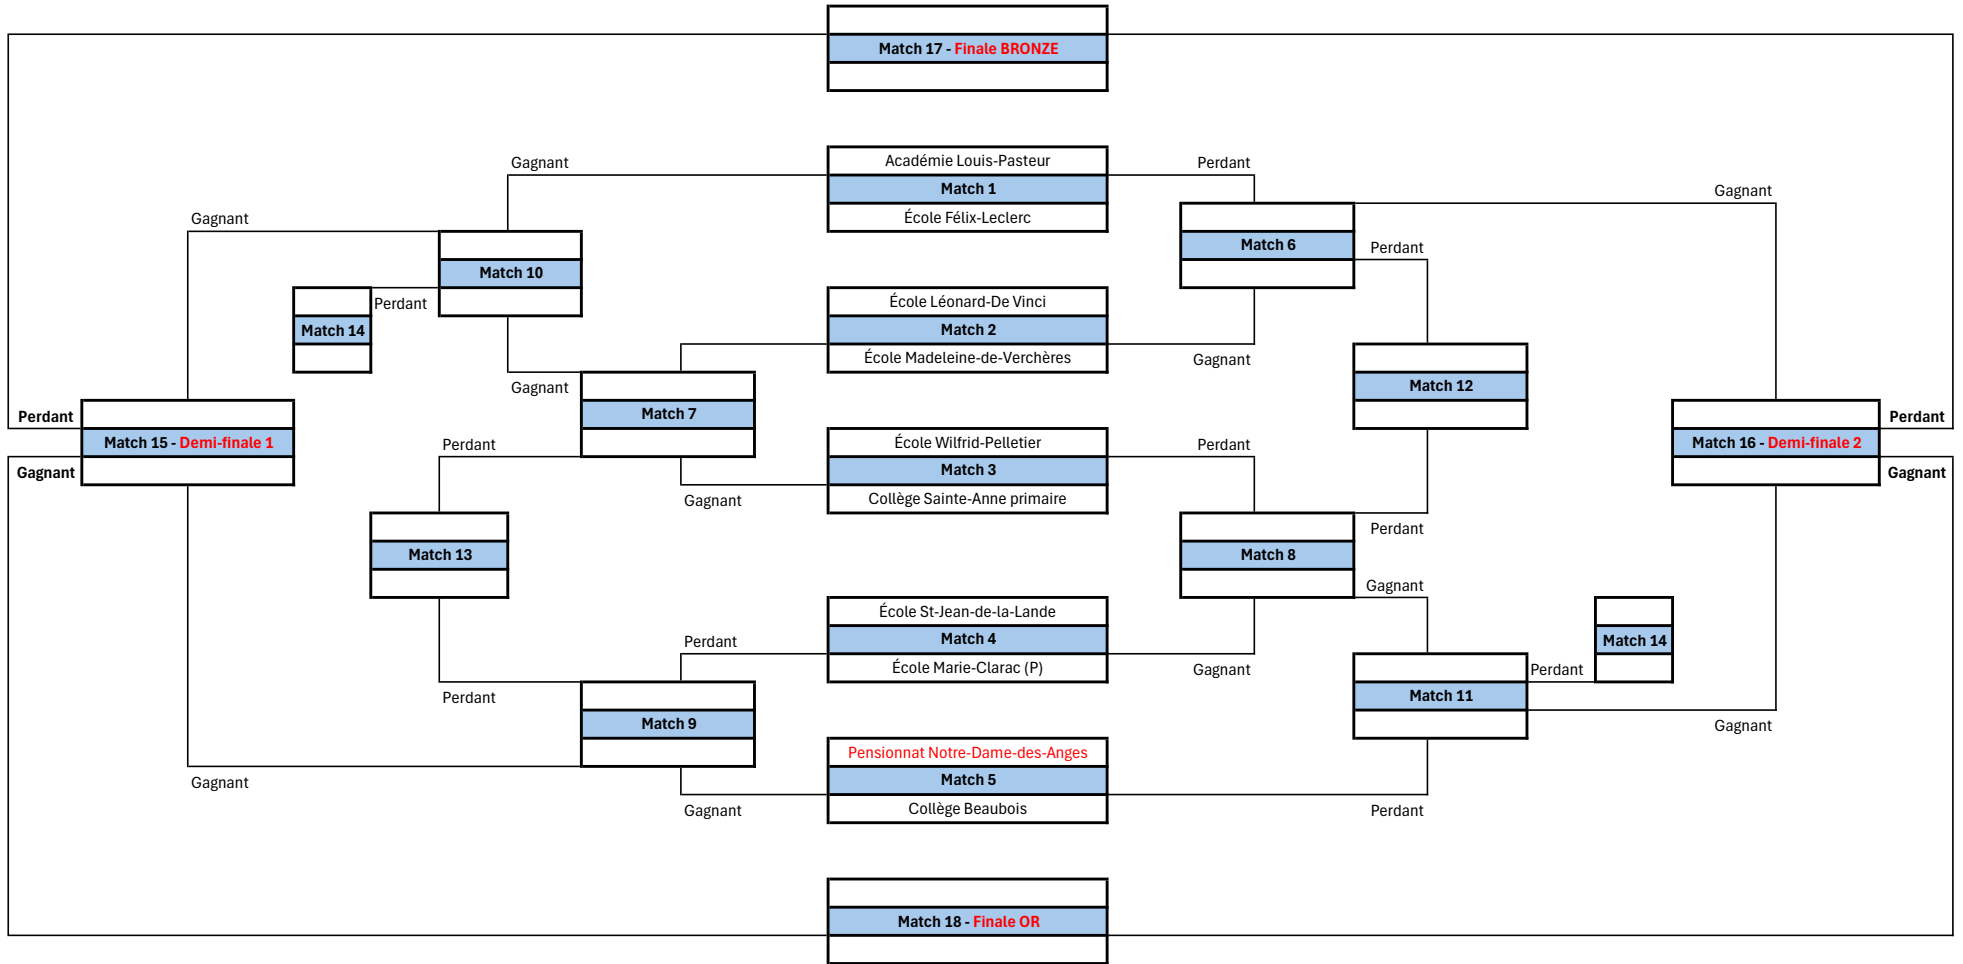 Match 17 - Finale BRONZE
Gagnant
Académie Louis-Pasteur
Perdant
Match 1
Gagnant
Gagnant
École Félix-Leclerc
Match 6
Perdant
Match 10
Perdant
École Léonard-De Vinci
Match 14
Match 2
École Madeleine-de-Verchères
Gagnant
Gagnant
Match 12
Match 7
Perdant
Perdant
Match 15 - Demi-finale 1
Perdant
École Wilfrid-Pelletier
Perdant
Match 16 - Demi-finale 2
Gagnant
Match 3
Gagnant
Gagnant
Collège Sainte-Anne primaire
Perdant
Match 13
Match 8
Gagnant
École St-Jean-de-la-Lande
Perdant
Match 4
Match 14
École Marie-Clarac (P)
Gagnant
Perdant
Perdant
Match 11
Match 9
Gagnant
Pensionnat Notre-Dame-des-Anges
Gagnant
Match 5
Gagnant
Collège Beaubois
Perdant
Match 18 - Finale OR